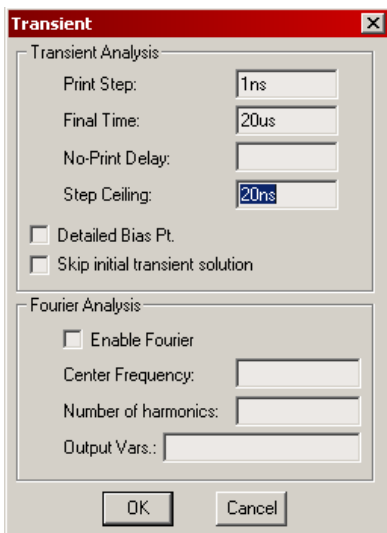 Transient
Transient Analysis
Print Step: 1ns
Final Time: 20us
No-Print Delay:
Step Ceiling: 20ns
Detailed Bias Pt.
Skip initial transient solution
Fourier Analysis
Enable Fourier
Center Frequency:
Number of harmonics:
Output Vars.:
OK Cancel